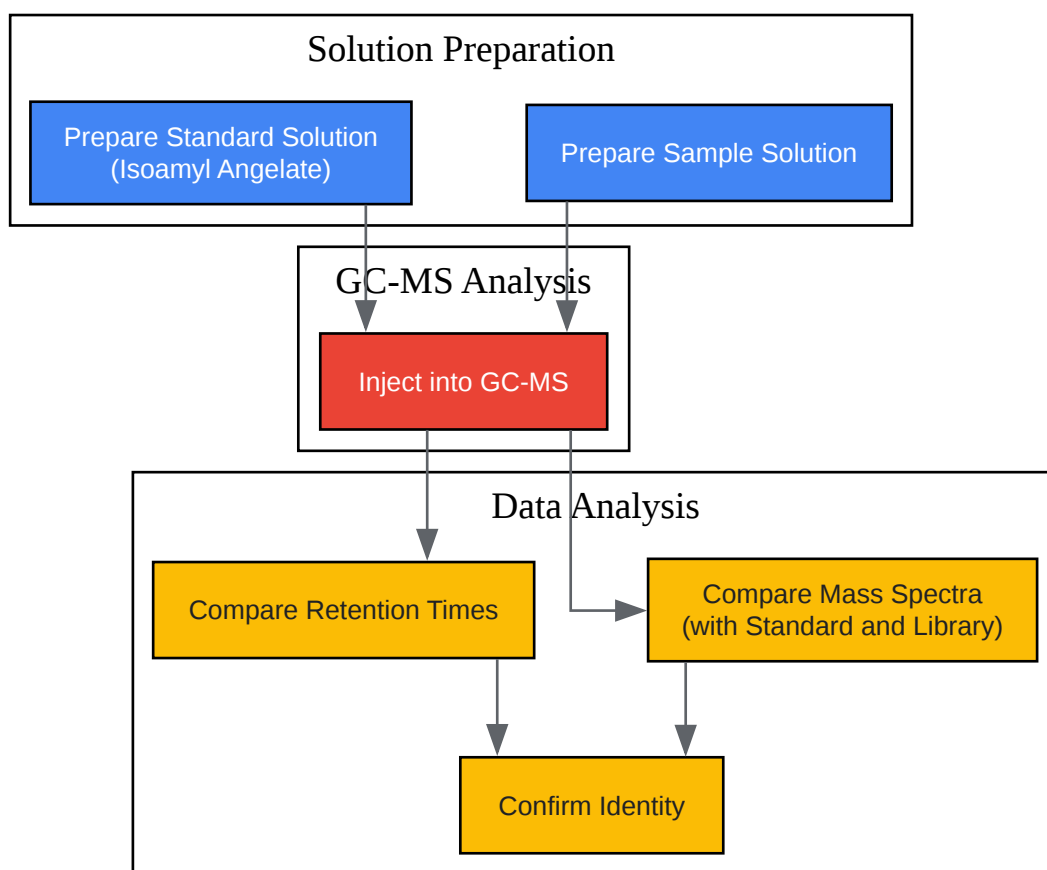 Solution Preparation
Prepare Standard Solution
(Isoamyl Angelate)
Prepare Sample Solution
GC-MS Analysis
Inject into GC-MS
Data Analysis
Compare Retention Times
Compare Mass Spectra
(with Standard and Library)
Confirm Identity